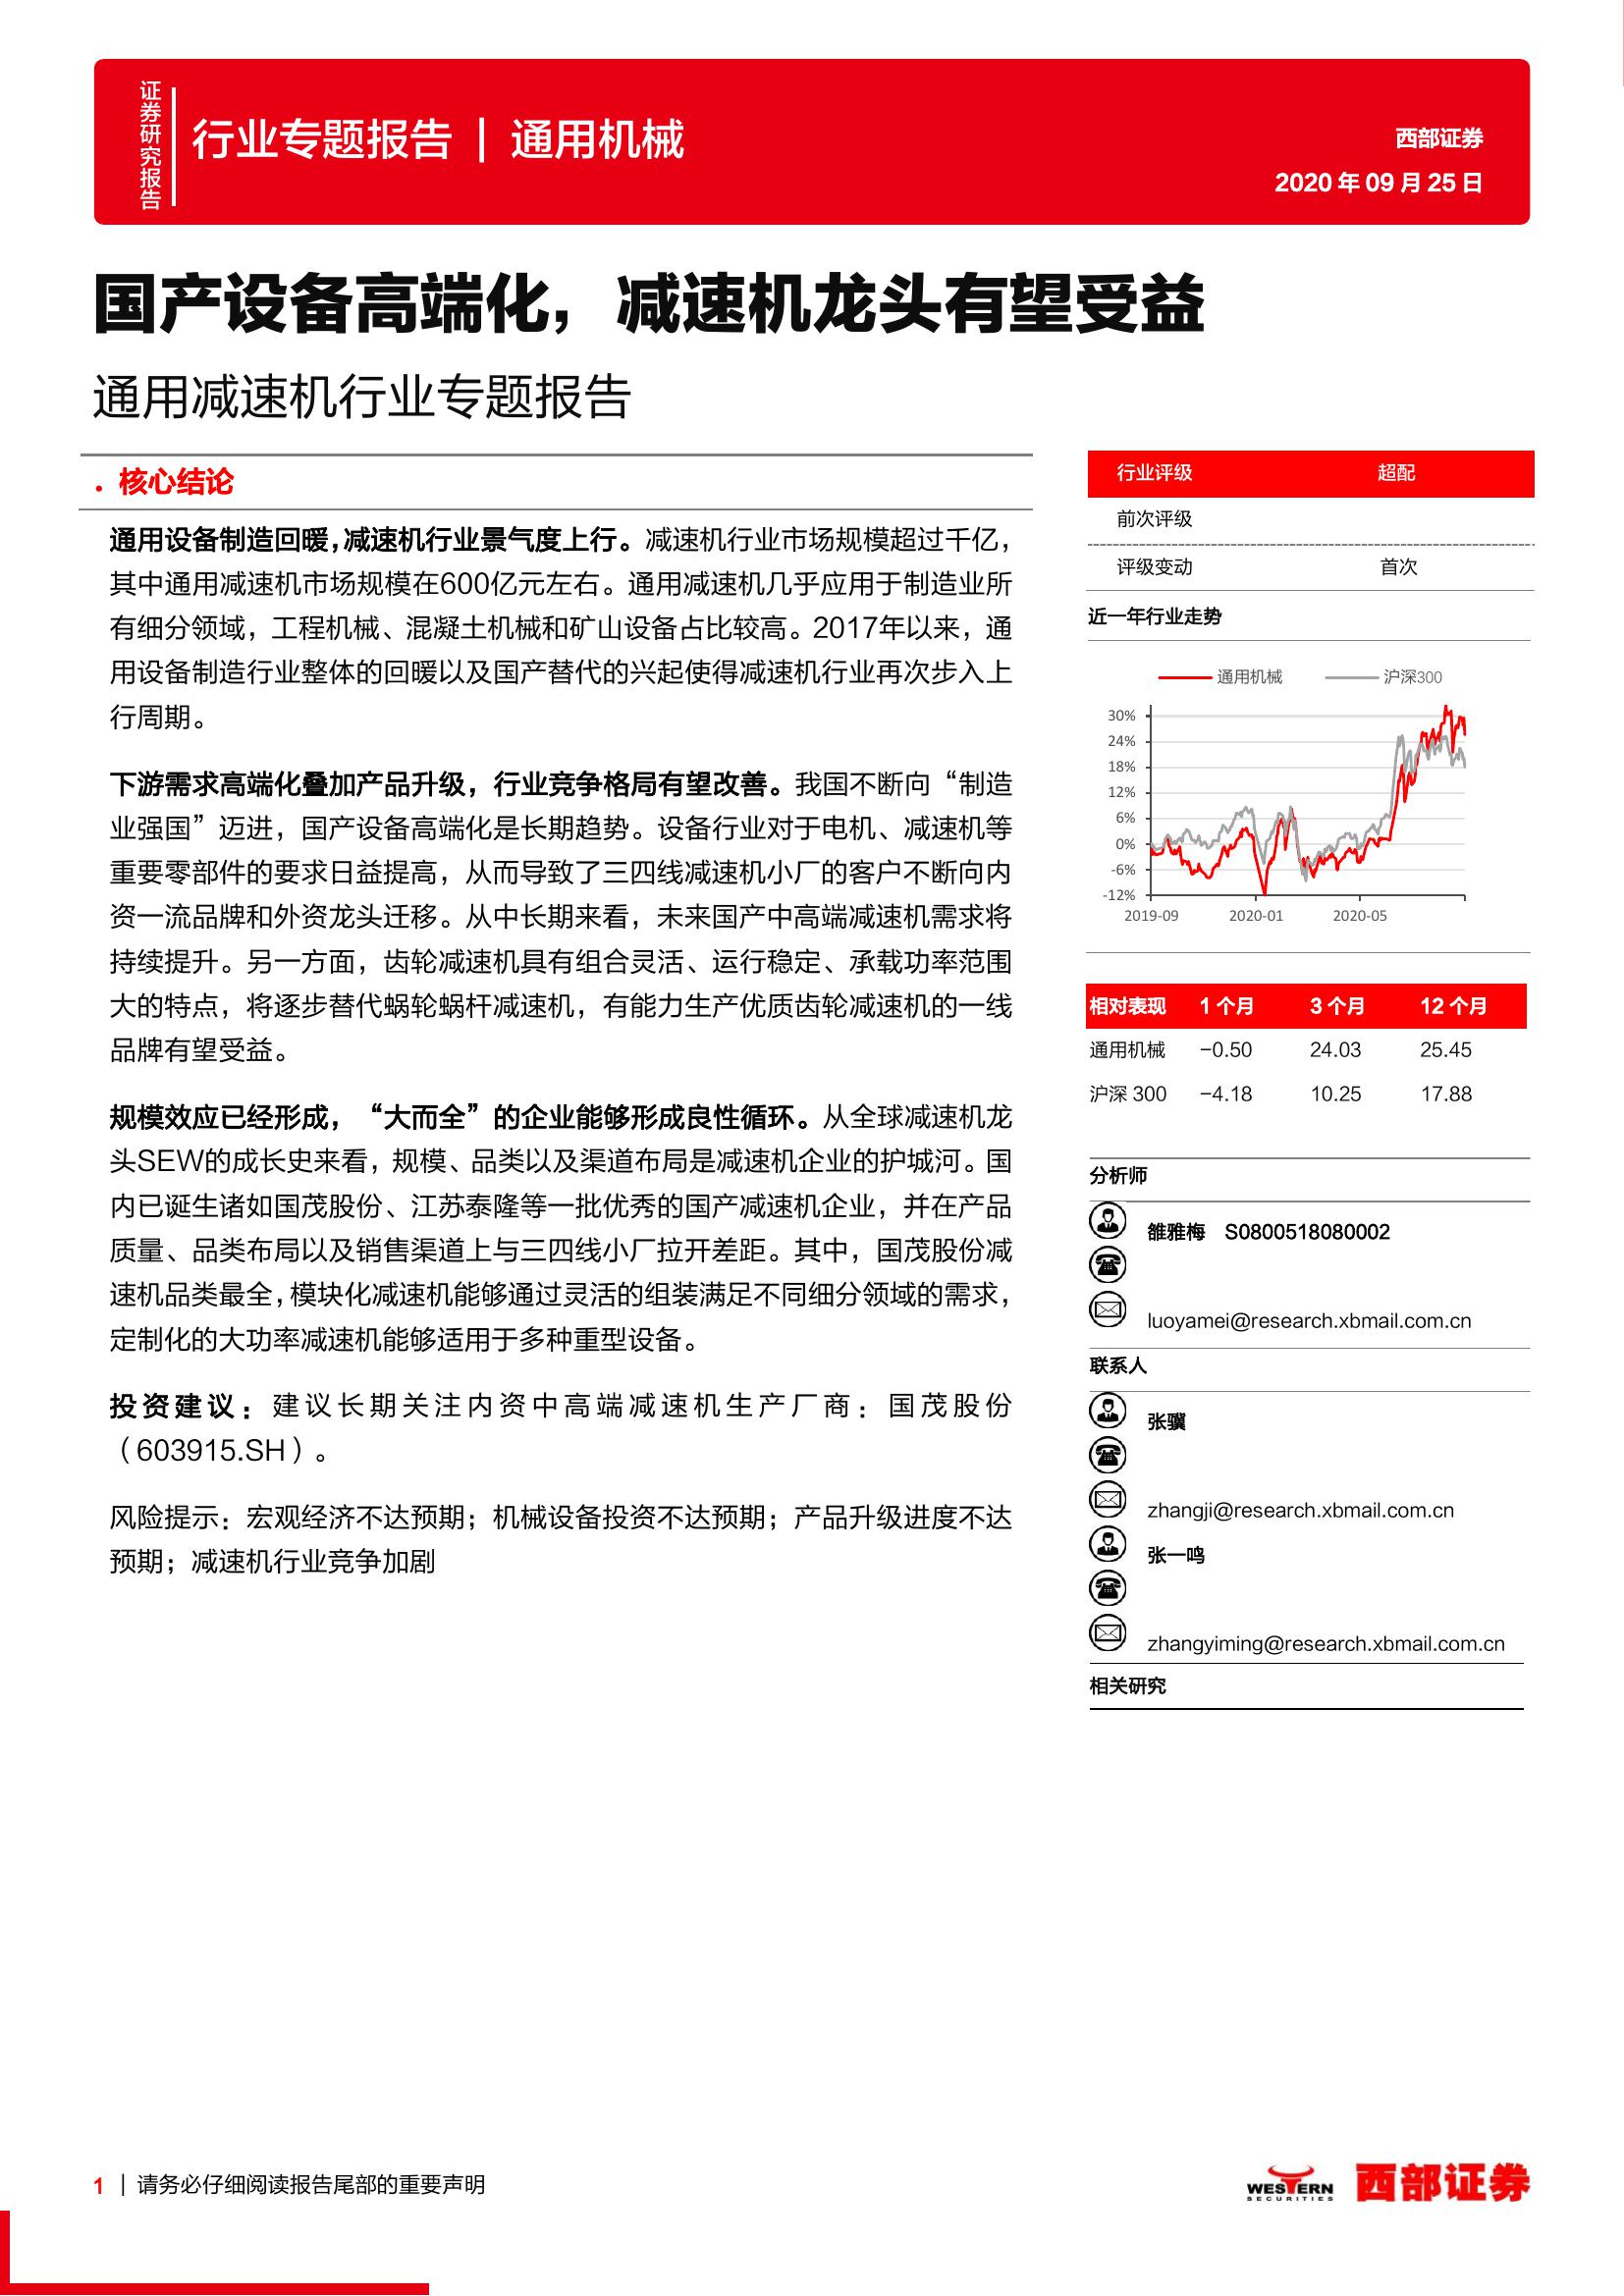 证券研究报告
行业专题报告 | 通用机械
西部证券
2020 年 09 月 25 日
国产设备高端化，减速机龙头有望受益
通用减速机行业专题报告
• 核心结论
通用设备制造回暖，减速机行业景气度上行。减速机行业市场规模超过千亿，
其中通用减速机市场规模在600亿元左右。通用减速机几乎应用于制造业所
有细分领域，工程机械、混凝土机械和矿山设备占比较高。2017年以来，通
用设备制造行业整体的回暖以及国产替代的兴起使得减速机行业再次步入上
行周期。
下游需求高端化叠加产品升级，行业竞争格局有望改善。我国不断向“制造
业强国”迈进，国产设备高端化是长期趋势。设备行业对于电机、减速机等
重要零部件的要求日益提高，从而导致了三四线减速机小厂的客户不断向内
资一流品牌和外资龙头迁移。从中长期来看，未来国产中高端减速机需求将
持续提升。另一方面，齿轮减速机具有组合灵活、运行稳定、承载功率范围
大的特点，将逐步替代蜗轮蜗杆减速机，有能力生产优质齿轮减速机的一线
品牌有望受益。
规模效应已经形成，“大而全”的企业能够形成良性循环。从全球减速机龙
头SEW的成长史来看，规模、品类以及渠道布局是减速机企业的护城河。国
内已诞生诸如国茂股份、江苏泰隆等一批优秀的国产减速机企业，并在产品
质量、品类布局以及销售渠道上与三四线小厂拉开差距。其中，国茂股份减
速机品类最全，模块化减速机能够通过灵活的组装满足不同细分领域的需求，
定制化的大功率减速机能够适用于多种重型设备。
投资建议：建议长期关注内资中高端减速机生产厂商：国茂股份
（603915.SH）。
风险提示：宏观经济不达预期；机械设备投资不达预期；产品升级进度不达
预期；减速机行业竞争加剧
行业评级 超配
前次评级
评级变动 首次
近一年行业走势
通用机械 沪深300
30%
24%
18%
12%
6%
0%
-6%
-12%
2019-09 2020-01 2020-05
相对表现 1 个月 3 个月 12 个月
通用机械 -0.50 24.03 25.45
沪深 300 -4.18 10.25 17.88
分析师
雒雅梅 S0800518080002
luoyamei@research.xbmail.com.cn
联系人
张骥
zhangji@research.xbmail.com.cn
张一鸣
zhangyiming@research.xbmail.com.cn
相关研究
1 | 请务必仔细阅读报告尾部的重要声明
WESTERN
SECURITIES
西部证券